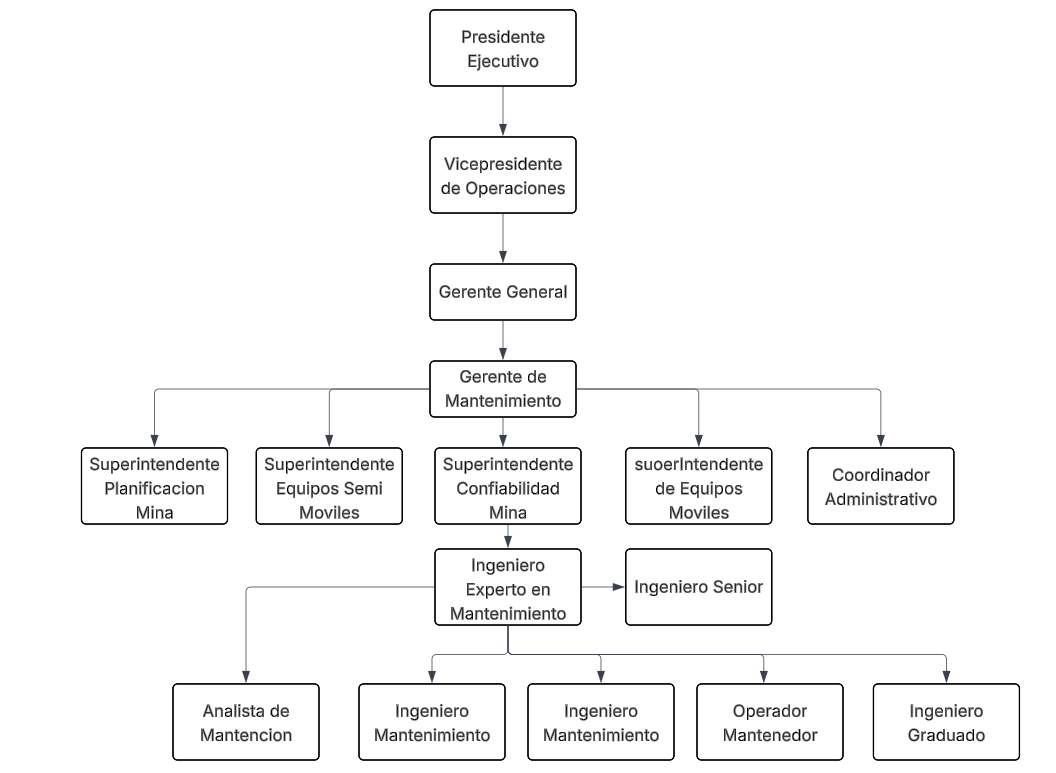 Presidente
Ejecutivo
Vicepresidente
de Operaciones
Gerente General
Gerente de
Mantenimiento
Superintendente
Planificacion
Mina
Superintendente
Equipos Semi
Moviles
Superintendente
Confiabilidad
Mina
suoerIntendente
de Equipos
Moviles
Coordinador
Administrativo
Ingeniero
Experto en
Mantenimiento
Ingeniero Senior
Analista de
Mantencion
Ingeniero
Mantenimiento
Ingeniero
Mantenimiento
Operador
Mantenedor
Ingeniero
Graduado